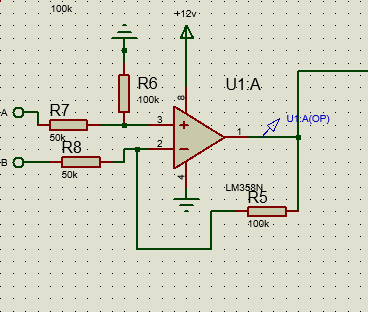 100k
+12v
R6
100k
U1:A
8
A
R7
50k
3
+
1
U1:A(OP)
2
−
B
R8
50k
4
LM358N
R5
100k